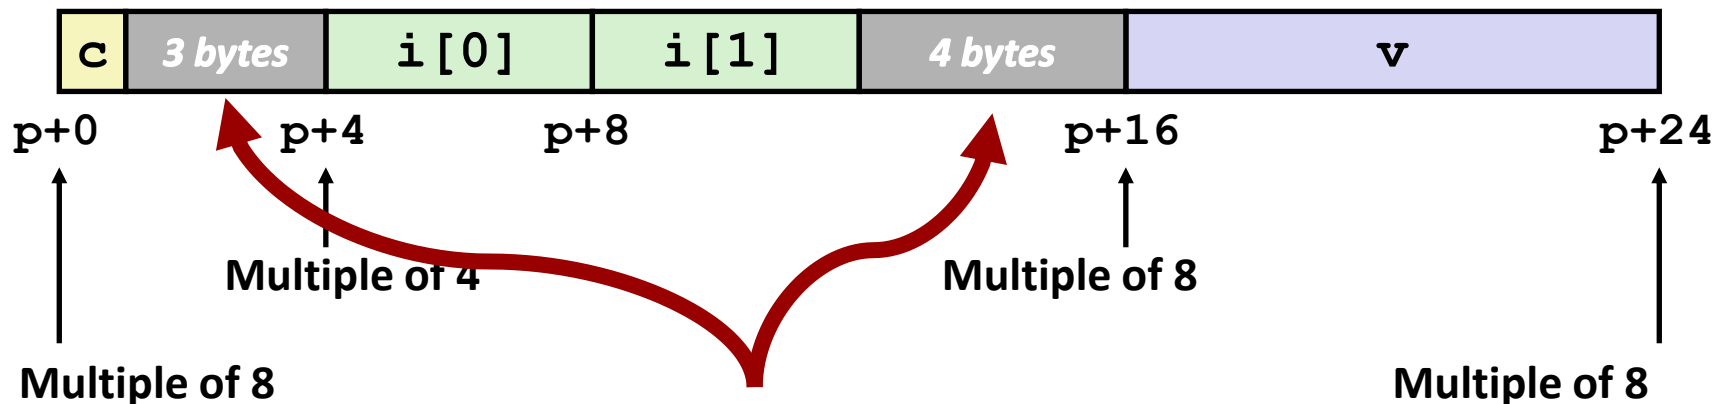 c 3 bytes i[0] i[1] 4 bytes v
p+0 p+4 p+8 p+16 p+24
Multiple of 4 Multiple of 8
Multiple of 8 Multiple of 8